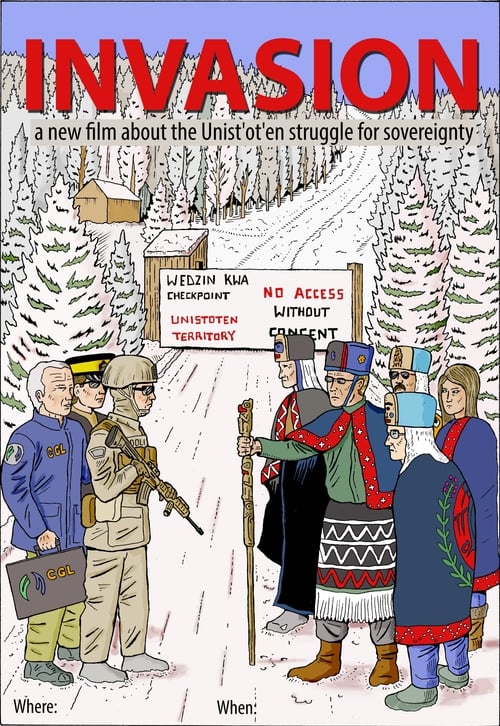 INVASION
a new film about the Unist'ot'en struggle for sovereignty
WEDZIN KWA
CHECKPOINT
UNISTOTEN
TERRITORY
NO ACCESS
WITHOUT
CONCENT
CGL
CGL
Where:
When: